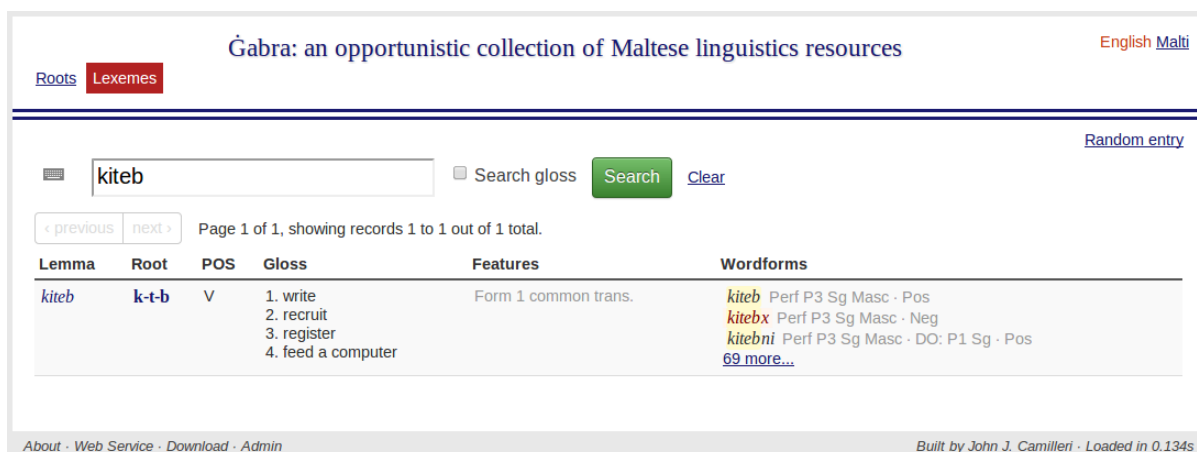 Ġabra: an opportunistic collection of Maltese linguistics resources
English Malti
Roots Lexemes
Random entry
kiteb Search gloss Search Clear
‹ previous next › Page 1 of 1, showing records 1 to 1 out of 1 total.
Lemma Root POS Gloss Features Wordforms
kiteb k-t-b V 1. write Form 1 common trans. kiteb Perf P3 Sg Masc · Pos
2. recruit kitebx Perf P3 Sg Masc · Neg
3. register kitebni Perf P3 Sg Masc · DO: P1 Sg · Pos
4. feed a computer 69 more...
About · Web Service · Download · Admin Built by John J. Camilleri · Loaded in 0.134s